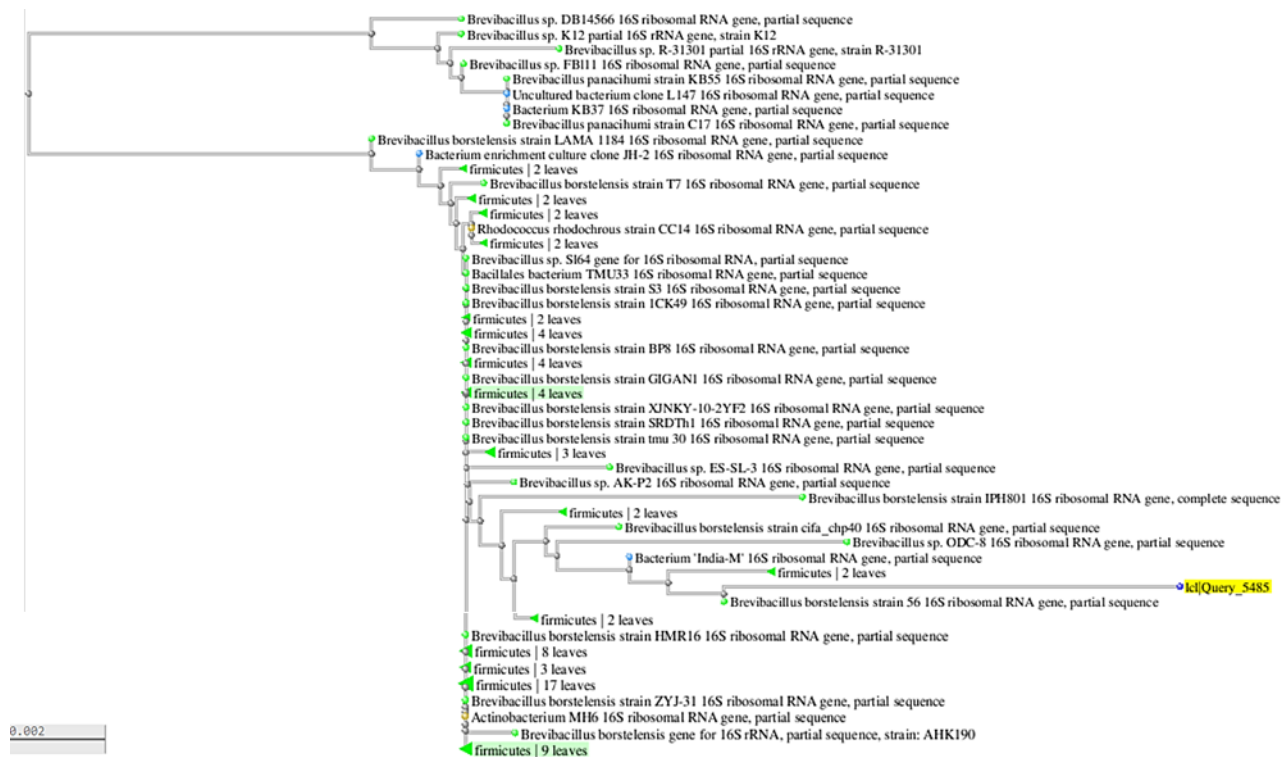 Brevibacillus sp. DB14566 16S ribosomal RNA gene, partial sequence
Brevibacillus sp. K12 partial 16S rRNA gene, strain K12
Brevibacillus sp. R-31301 partial 16S rRNA gene, strain R-31301
Brevibacillus sp. FBI11 16S ribosomal RNA gene, partial sequence
Brevibacillus panacihumi strain KB55 16S ribosomal RNA gene, partial sequence
Uncultured bacterium clone L147 16S ribosomal RNA gene, partial sequence
Bacterium KB37 16S ribosomal RNA gene, partial sequence
Brevibacillus panacihumi strain C17 16S ribosomal RNA gene, partial sequence
Brevibacillus borstelensis strain LAMA 1184 16S ribosomal RNA gene, partial sequence
Bacterium enrichment culture clone JH-2 16S ribosomal RNA gene, partial sequence
firmicutes | 2 leaves
Brevibacillus borstelensis strain T7 16S ribosomal RNA gene, partial sequence
firmicutes | 2 leaves
firmicutes | 2 leaves
Rhodococcus rhodochrous strain CC14 16S ribosomal RNA gene, partial sequence
firmicutes | 2 leaves
Brevibacillus sp. SI64 gene for 16S ribosomal RNA, partial sequence
Bacillales bacterium TMU33 16S ribosomal RNA gene, partial sequence
Brevibacillus borstelensis strain S3 16S ribosomal RNA gene, partial sequence
Brevibacillus borstelensis strain 1CK49 16S ribosomal RNA gene, partial sequence
firmicutes | 2 leaves
firmicutes | 4 leaves
Brevibacillus borstelensis strain BP8 16S ribosomal RNA gene, partial sequence
firmicutes | 4 leaves
Brevibacillus borstelensis strain GIGAN1 16S ribosomal RNA gene, partial sequence
firmicutes | 4 leaves
Brevibacillus borstelensis strain XJNKY-10-2YF2 16S ribosomal RNA gene, partial sequence
Brevibacillus borstelensis strain SRDTh1 16S ribosomal RNA gene, partial sequence
Brevibacillus borstelensis strain tmu 30 16S ribosomal RNA gene, partial sequence
firmicutes | 3 leaves
Brevibacillus sp. ES-SL-3 16S ribosomal RNA gene, partial sequence
Brevibacillus sp. AK-P2 16S ribosomal RNA gene, partial sequence
Brevibacillus borstelensis strain IPH801 16S ribosomal RNA gene, complete sequence
firmicutes | 2 leaves
Brevibacillus borstelensis strain cifa_chp40 16S ribosomal RNA gene, partial sequence
Brevibacillus sp. ODC-8 16S ribosomal RNA gene, partial sequence
Bacterium 'India-M' 16S ribosomal RNA gene, partial sequence
firmicutes | 2 leaves
lcl|Query_5485
Brevibacillus borstelensis strain 56 16S ribosomal RNA gene, partial sequence
firmicutes | 2 leaves
Brevibacillus borstelensis strain HMR16 16S ribosomal RNA gene, partial sequence
firmicutes | 8 leaves
firmicutes | 3 leaves
firmicutes | 17 leaves
Brevibacillus borstelensis strain ZYJ-31 16S ribosomal RNA gene, partial sequence
Actinobacterium MH6 16S ribosomal RNA gene, partial sequence
0.002
Brevibacillus borstelensis gene for 16S rRNA, partial sequence, strain: AHK190
firmicutes | 9 leaves